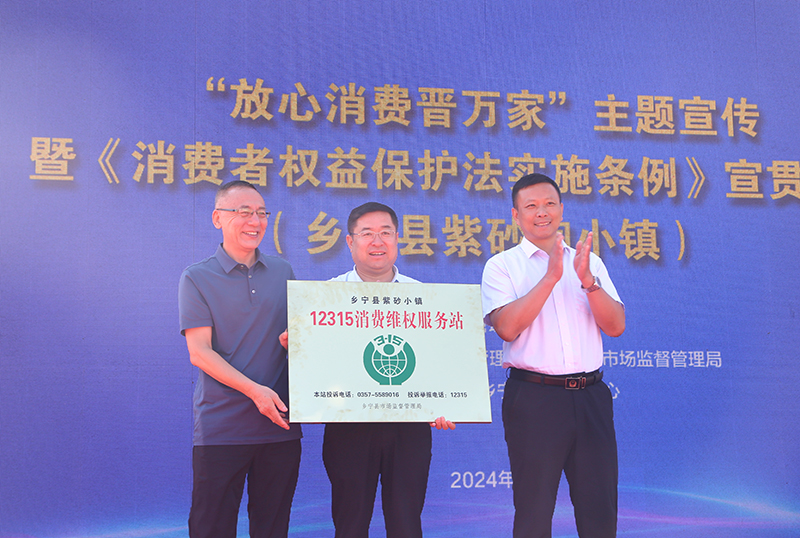 “放心消费晋万家”主题宣传
暨《消费者权益保护法实施条例》宣贯
（乡 县紫砂 小镇）
市场监督管理局
心
2024年
乡宁县紫砂小镇
12315消费维权服务站
3·15
本站投诉电话：0357-5589016 投诉举报电话：12315
乡宁县市场监督管理局